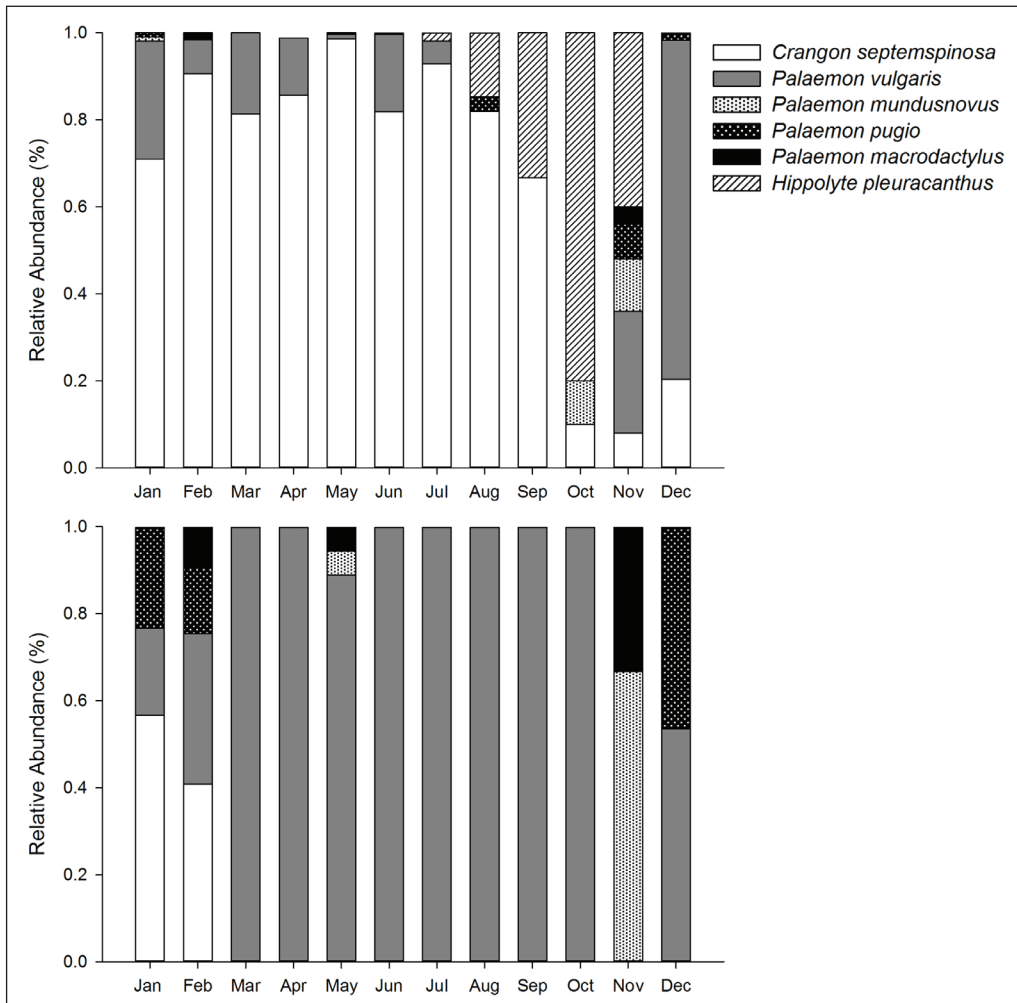 Relative Abundance (%)
1.0
0.8
0.6
0.4
0.2
0.0
Jan Feb Mar Apr May Jun Jul Aug Sep Oct Nov Dec
Crangon septemspinosa
Palaemon vulgaris
Palaemon mundusnovus
Palaemon pugio
Palaemon macrodactylus
Hippolyte pleuracanthus
Relative Abundance (%)
1.0
0.8
0.6
0.4
0.2
0.0
Jan Feb Mar Apr May Jun Jul Aug Sep Oct Nov Dec